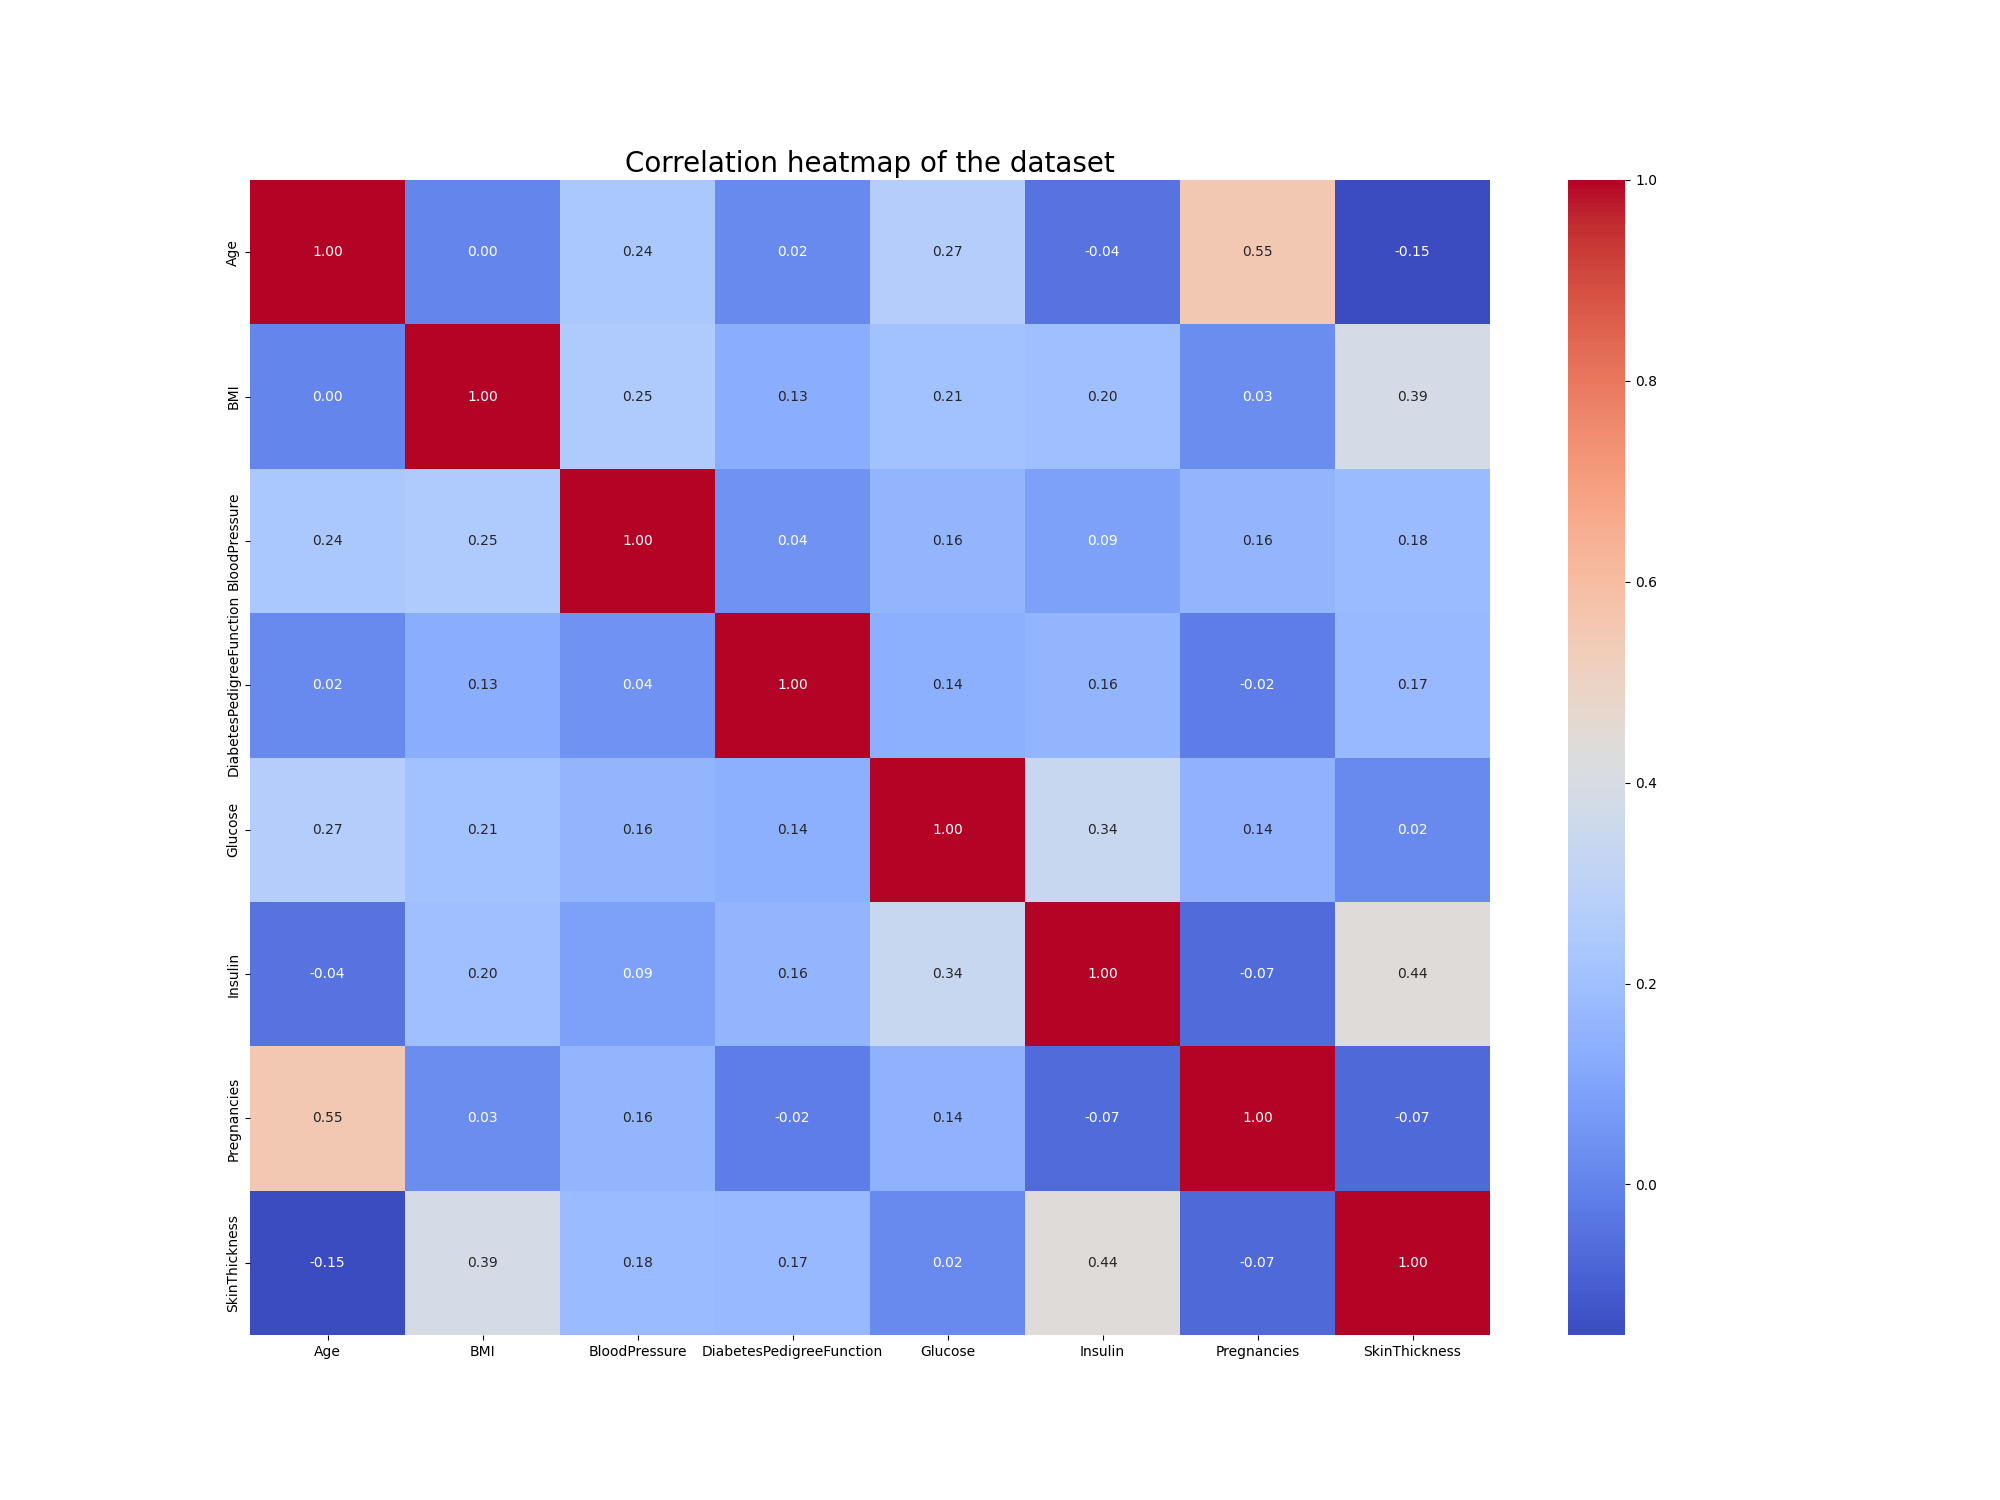 Correlation heatmap of the dataset
Age 1.00 0.00 0.24 0.02 0.27 -0.04 0.55 -0.15
BMI 0.00 1.00 0.25 0.13 0.21 0.20 0.03 0.39
BloodPressure 0.24 0.25 1.00 0.04 0.16 0.09 0.16 0.18
DiabetesPedigreeFunction 0.02 0.13 0.04 1.00 0.14 0.16 -0.02 0.17
Glucose 0.27 0.21 0.16 0.14 1.00 0.34 0.14 0.02
Insulin -0.04 0.20 0.09 0.16 0.34 1.00 -0.07 0.44
Pregnancies 0.55 0.03 0.16 -0.02 0.14 -0.07 1.00 -0.07
SkinThickness -0.15 0.39 0.18 0.17 0.02 0.44 -0.07 1.00
Age BMI BloodPressure DiabetesPedigreeFunction Glucose Insulin Pregnancies SkinThickness
1.0
0.8
0.6
0.4
0.2
0.0